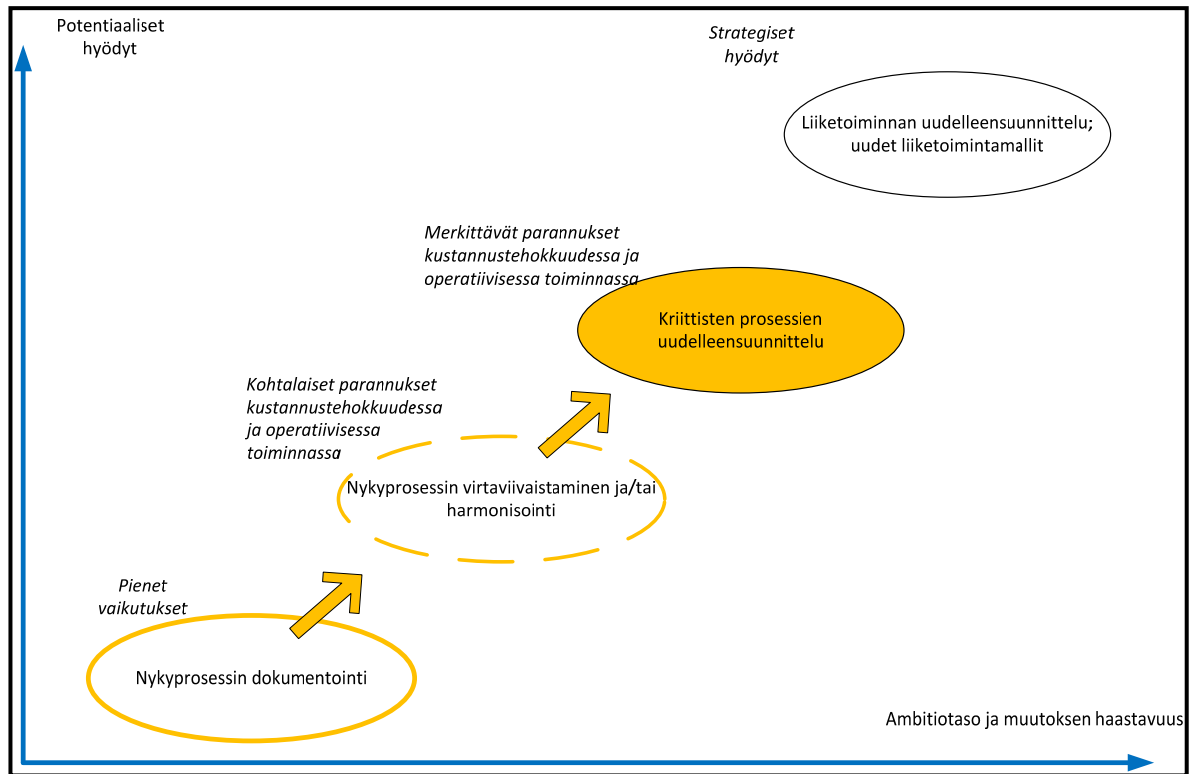 Potentiaaliset
hyödyt
Strategiset
hyödyt
Liiketoiminnan uudelleensuunnittelu;
uudet liiketoimintamallit
Merkittävät parannukset
kustannustehokkuudessa ja
operatiivisessa toiminnassa
Kriittisten prosessien
uudelleensuunnittelu
Kohtalaiset parannukset
kustannustehokkuudessa
ja operatiivisessa
toiminnassa
Nykyprosessin virtaviivaistaminen ja/tai
harmonisointi
Pienet
vaikutukset
Nykyprosessin dokumentointi
Ambitiotaso ja muutoksen haastavuus